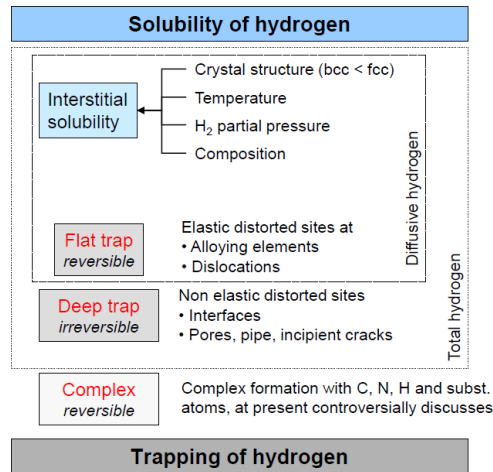 Solubility of hydrogen
Crystal structure (bcc < fcc)
Interstitial
solubility
Temperature
H₂ partial pressure
Composition
Diffusive hydrogen
Total hydrogen
Flat trap
reversible
Elastic distorted sites at
• Alloying elements
• Dislocations
Deep trap
irreversible
Non elastic distorted sites
• Interfaces
• Pores, pipe, incipient cracks
Complex
reversible
Complex formation with C, N, H and subst.
atoms, at present controversially discusses
Trapping of hydrogen